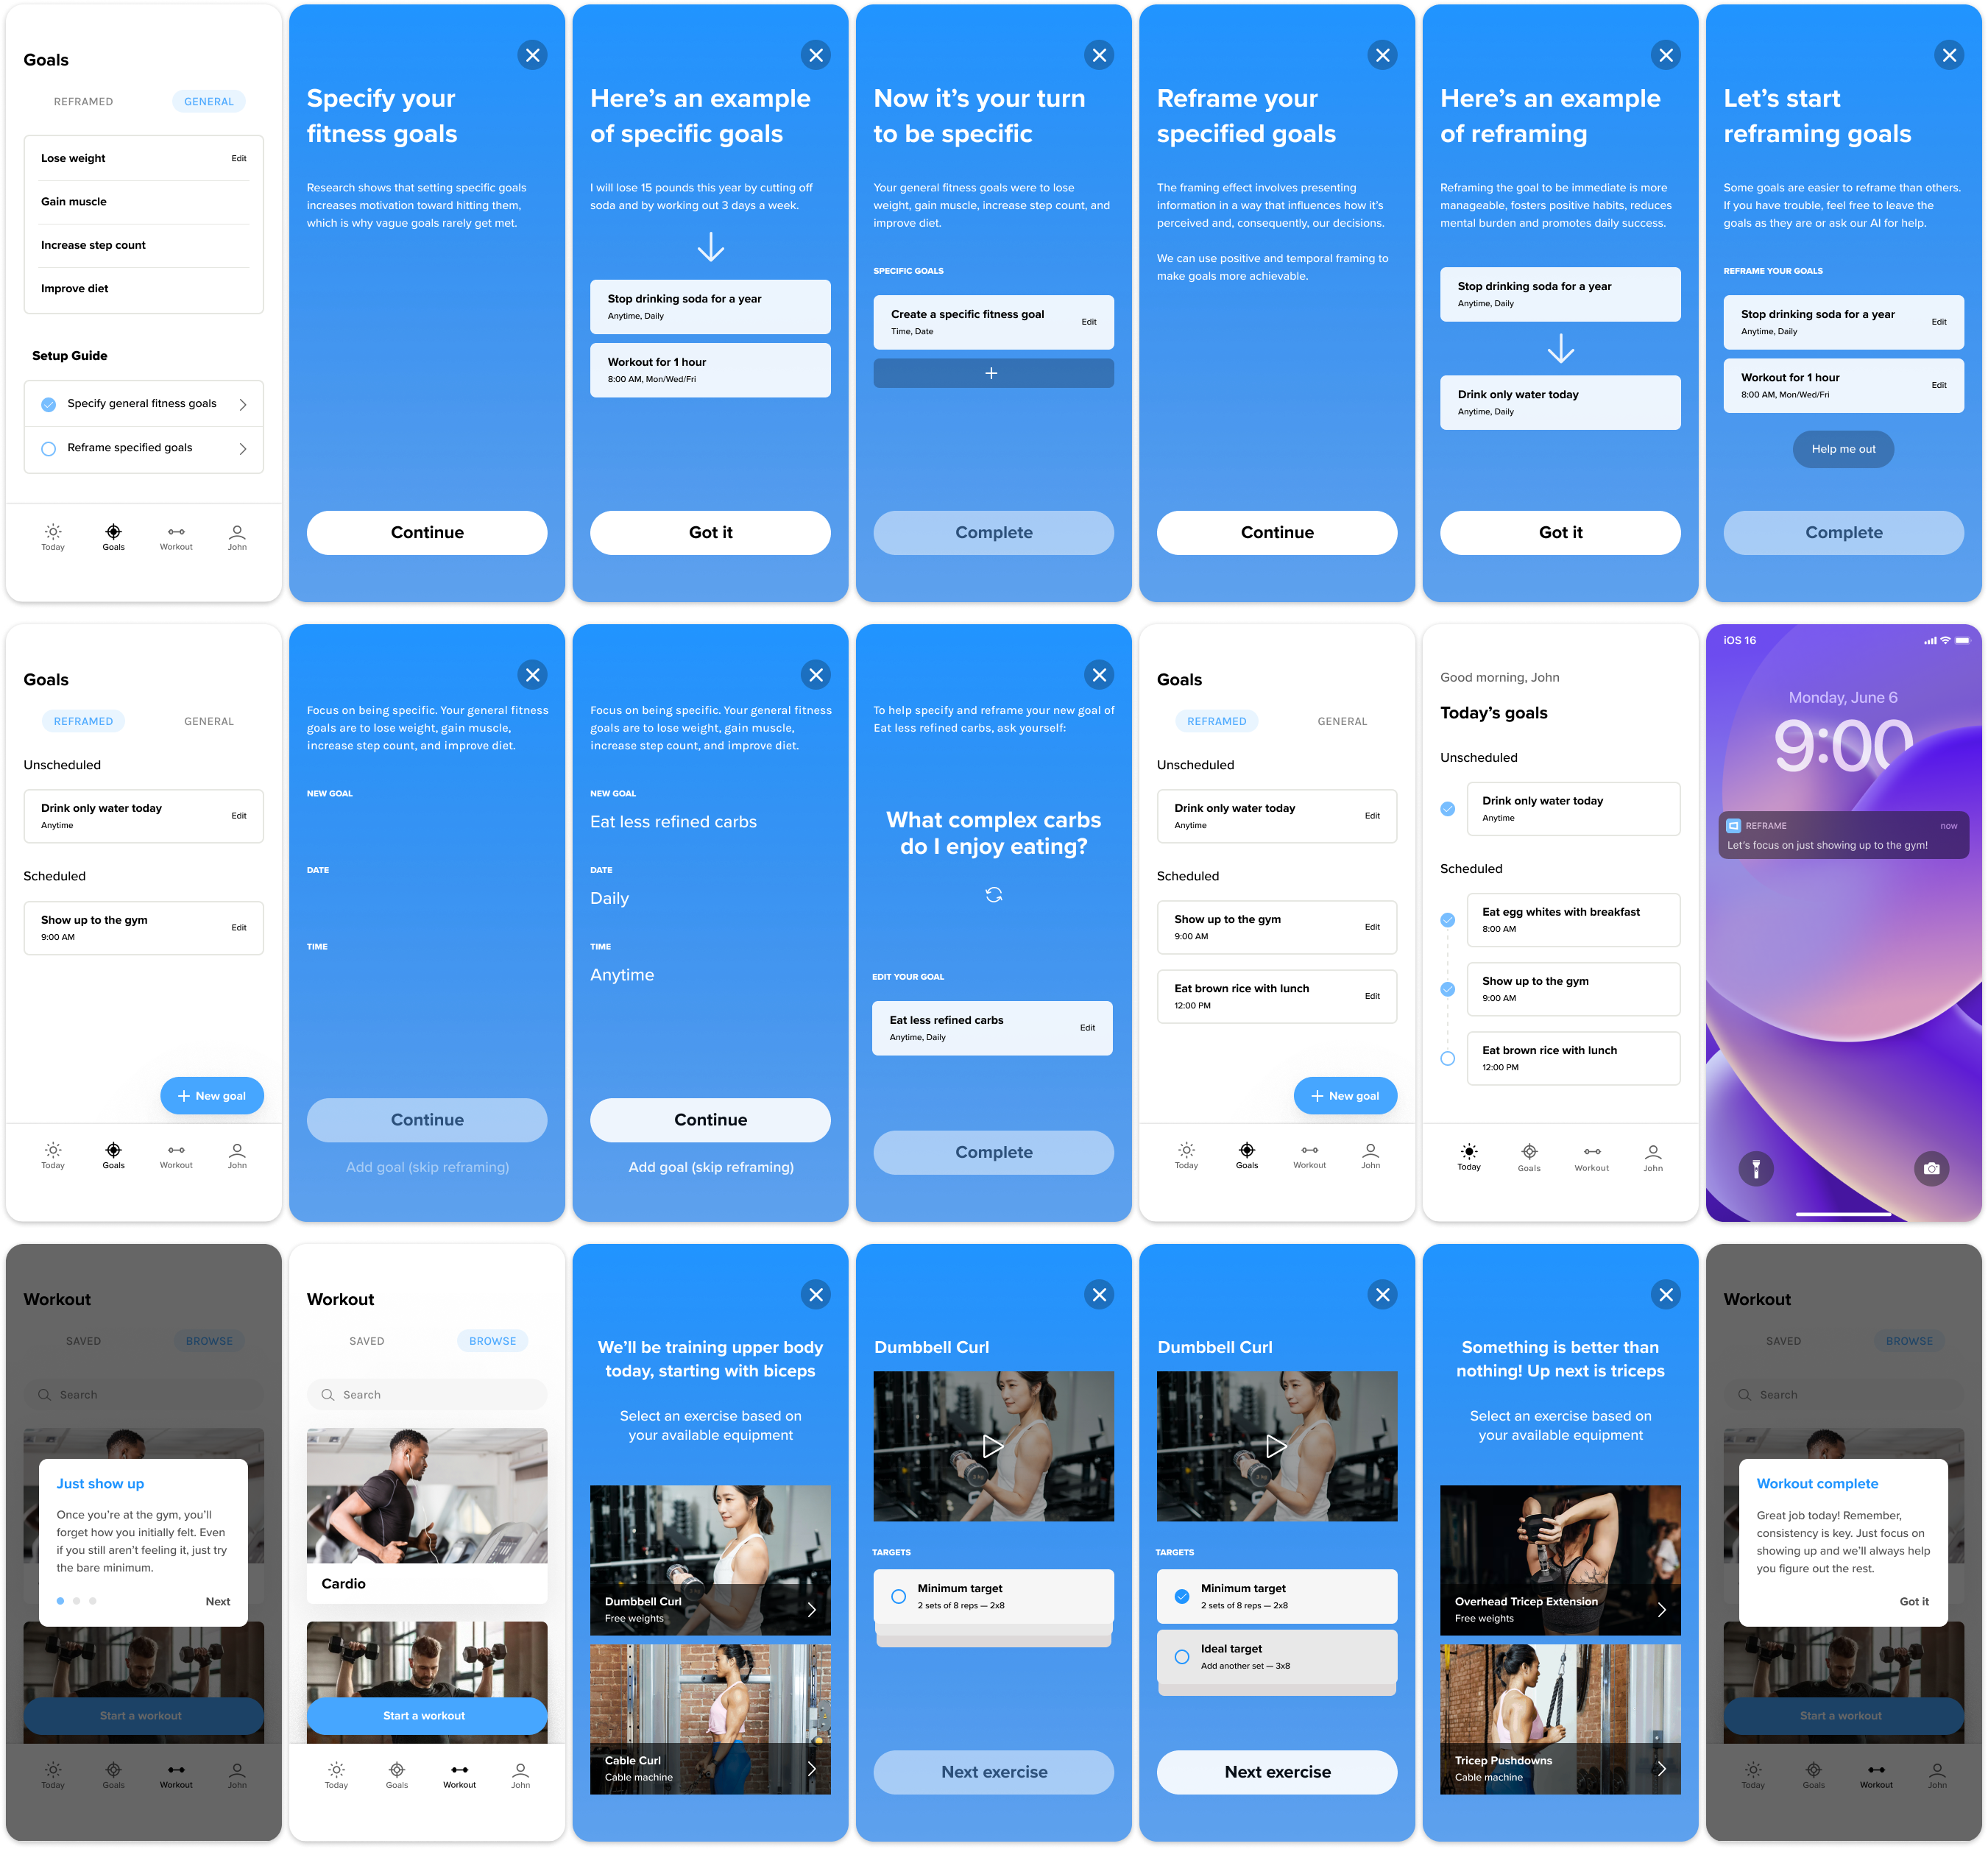 Goals
REFRAMED
GENERAL
Lose weight
Edit
Gain muscle
Increase step count
Improve diet
Setup Guide
Specify general fitness goals
Reframe specified goals
Today
Goals
Workout
John
Specify your
fitness goals
Research shows that setting specific goals
increases motivation toward hitting them,
which is why vague goals rarely get met.
Continue
Here's an example
of specific goals
I will lose 15 pounds this year by cutting off
soda and by working out 3 days a week.
Stop drinking soda for a year
Anytime, Daily
Workout for 1 hour
8:00 AM, Mon/Wed/Fri
Got it
Now it's your turn
to be specific
Your general fitness goals were to lose
weight, gain muscle, increase step count, and
improve diet.
SPECIFIC GOALS
Create a specific fitness goal
Time, Date
Edit
Complete
Reframe your
specified goals
The framing effect involves presenting
information in a way that influences how it's
perceived and, consequently, our decisions.
We can use positive and temporal framing to
make goals more achievable.
Continue
Here's an example
of reframing
Reframing the goal to be immediate is more
manageable, fosters positive habits, reduces
mental burden and promotes daily success.
Stop drinking soda for a year
Anytime, Daily
Drink only water today
Anytime, Daily
Got it
Let's start
reframing goals
Some goals are easier to reframe than others.
If you have trouble, feel free to leave the
goals as they are or ask our AI for help.
REFRAME YOUR GOALS
Stop drinking soda for a year
Anytime, Daily
Edit
Workout for 1 hour
8:00 AM, Mon/Wed/Fri
Edit
Help me out
Complete
Goals
REFRAMED
GENERAL
Unscheduled
Drink only water today
Anytime
Edit
Scheduled
Show up to the gym
9:00 AM
Edit
New goal
Today
Goals
Workout
John
Focus on being specific. Your general fitness
goals are to lose weight, gain muscle,
increase step count, and improve diet.
NEW GOAL
DATE
TIME
Continue
Add goal (skip reframing)
Focus on being specific. Your general fitness
goals are to lose weight, gain muscle,
increase step count, and improve diet.
NEW GOAL
Eat less refined carbs
DATE
Daily
TIME
Anytime
Continue
Add goal (skip reframing)
To help specify and reframe your new goal of
Eat less refined carbs, ask yourself:
What complex carbs
do I enjoy eating?
EDIT YOUR GOAL
Eat less refined carbs
Anytime, Daily
Edit
Complete
Goals
REFRAMED
GENERAL
Unscheduled
Drink only water today
Anytime
Edit
Scheduled
Show up to the gym
9:00 AM
Edit
Eat brown rice with lunch
12:00 PM
Edit
New goal
Today
Goals
Workout
John
Good morning, John
Today's goals
Unscheduled
Drink only water today
Anytime
Scheduled
Eat egg whites with breakfast
8:00 AM
Show up to the gym
9:00 AM
Eat brown rice with lunch
12:00 PM
Today
Goals
Workout
John
iOS 16
Monday, June 6
9:00
REFRAME
now
Let's focus on just showing up to the gym!
Workout
SAVED
BROWSE
Search
Just show up
Once you're at the gym, you'll
forget how you initially felt. Even
if you still aren't feeling it, just try
the bare minimum.
Next
Start a workout
Today
Goals
Workout
John
Workout
SAVED
BROWSE
Search
Cardio
Start a workout
Today
Goals
Workout
John
We'll be training upper body
today, starting with biceps
Select an exercise based on
your available equipment
Dumbbell Curl
Free weights
Cable Curl
Cable machine
Dumbbell Curl
TARGETS
Minimum target
2 sets of 8 reps — 2x8
Next exercise
Dumbbell Curl
TARGETS
Minimum target
2 sets of 8 reps — 2x8
Ideal target
Add another set — 3x8
Next exercise
Something is better than
nothing! Up next is triceps
Select an exercise based on
your available equipment
Overhead Tricep Extension
Free weights
Tricep Pushdowns
Cable machine
Workout
SAVED
BROWSE
Search
Workout complete
Great job today! Remember,
consistency is key. Just focus on
showing up and we'll always help
you figure out the rest.
Got it
Start a workout
Today
Goals
Workout
John